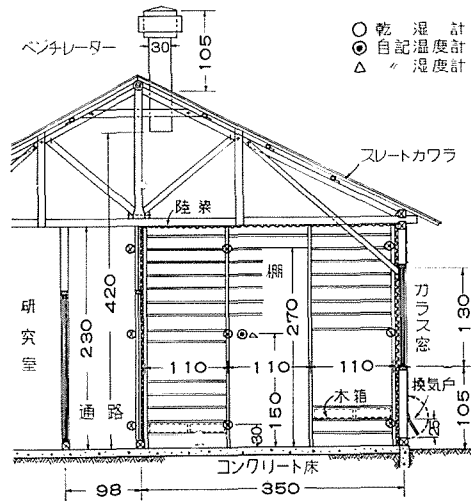 ベンチレーター
30
105
○ 乾湿計
◉ 自記温度計
△ 〃 湿度計
スレートカワラ
陸梁
研究室
通路
230
420
棚
270
110
110
110
150
30
木箱
ガラス窓
換気戸
130
105
コンクリート床
98
350